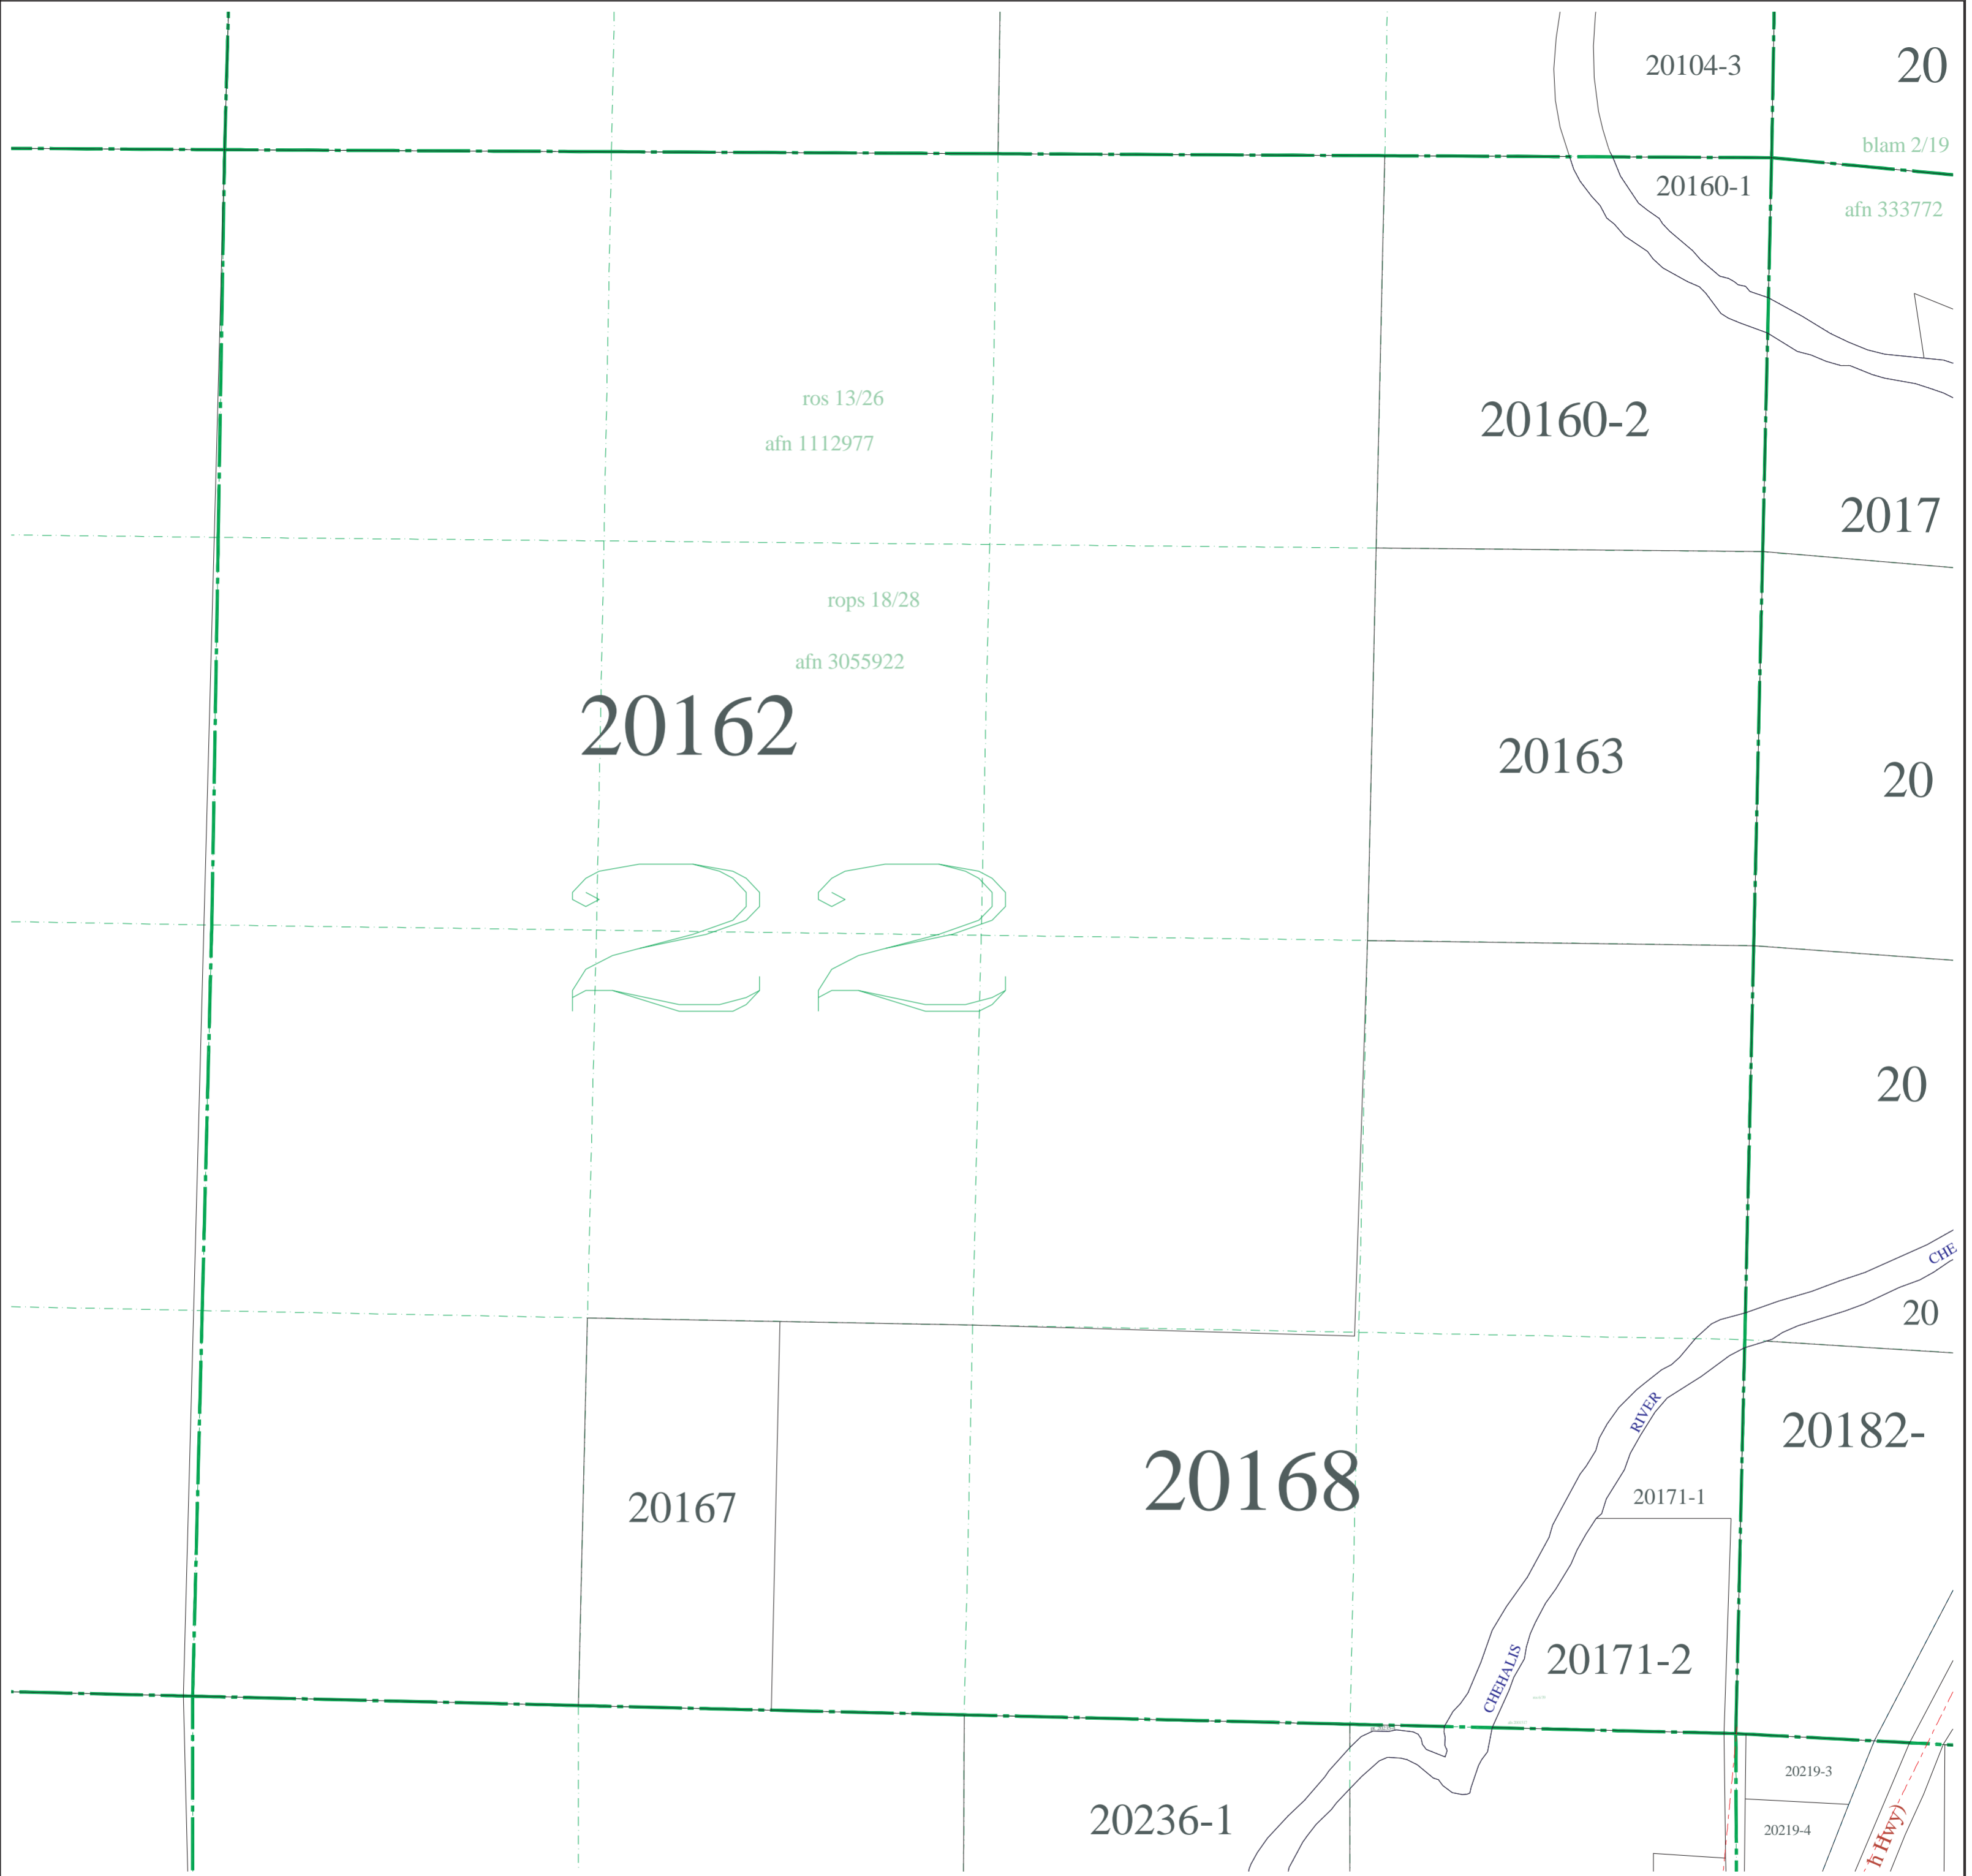 20104-3
20
blam 2/19
20160-1
afn 333772
ros 13/26
20160-2
afn 1112977
2017
rops 18/28
afn 3055922
20162
20163
20
22
20
CHE
20
RIVER
20182-
20168
20171-1
20167
CHEHALIS
20171-2
20219-3
20236-1
20219-4
h Hwy)